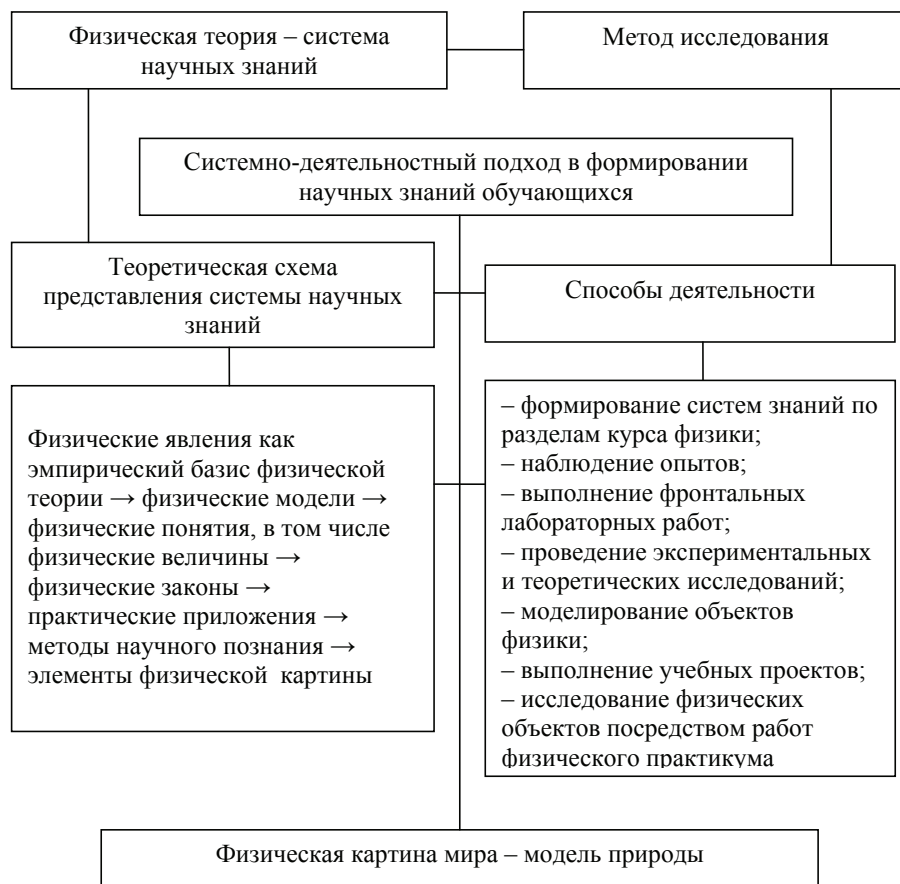 Физическая теория – система
научных знаний
Метод исследования
Системно-деятельностный подход в формировании
научных знаний обучающихся
Теоретическая схема
представления системы научных
знаний
Способы деятельности
Физические явления как
эмпирический базис физической
теории → физические модели →
физические понятия, в том числе
физические величины →
физические законы →
практические приложения →
методы научного познания →
элементы физической картины
– формирование систем знаний по
разделам курса физики;
– наблюдение опытов;
– выполнение фронтальных
лабораторных работ;
– проведение экспериментальных
и теоретических исследований;
– моделирование объектов
физики;
– выполнение учебных проектов;
– исследование физических
объектов посредством работ
физического практикума
Физическая картина мира – модель природы